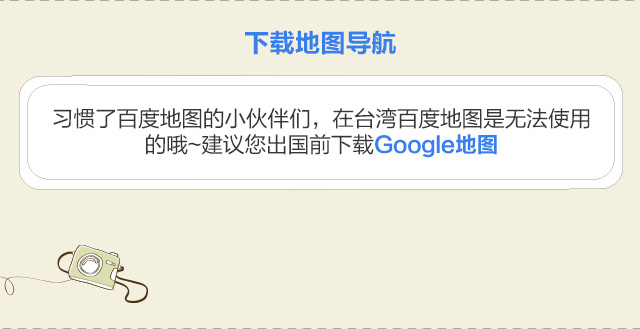 下载地图导航
习惯了百度地图的小伙伴们，在台湾百度地图是无法使用
的哦~建议您出国前下载Google地图